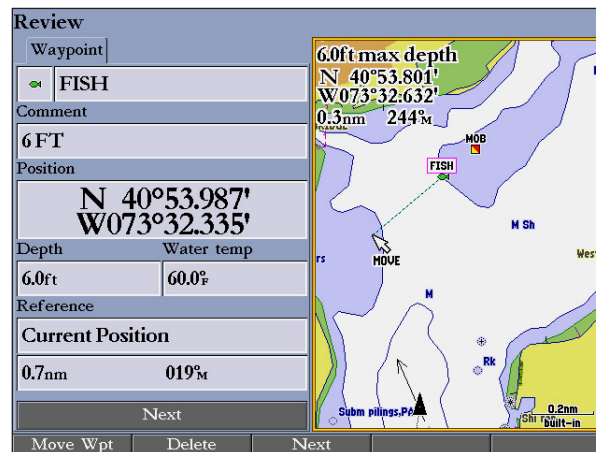 Review
Waypoint
FISH
Comment
6 FT
Position
N 40°53.987'
W073°32.335'
Depth Water temp
6.0ft 60.0°F
Reference
Current Position
0.7nm 019°M
Next
Move Wpt Delete Next
6.0ft max depth
N 40°53.801'
W073°32.632'
0.3nm 244°M
MOB
FISH
M Sh
MOVE
rs
Wes
M
Rk
Subm pilings,PA
0.2nm
built-in